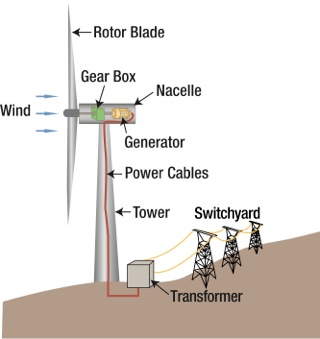 Rotor Blade
Gear Box
Nacelle
Wind
Generator
Power Cables
Tower
Switchyard
Transformer